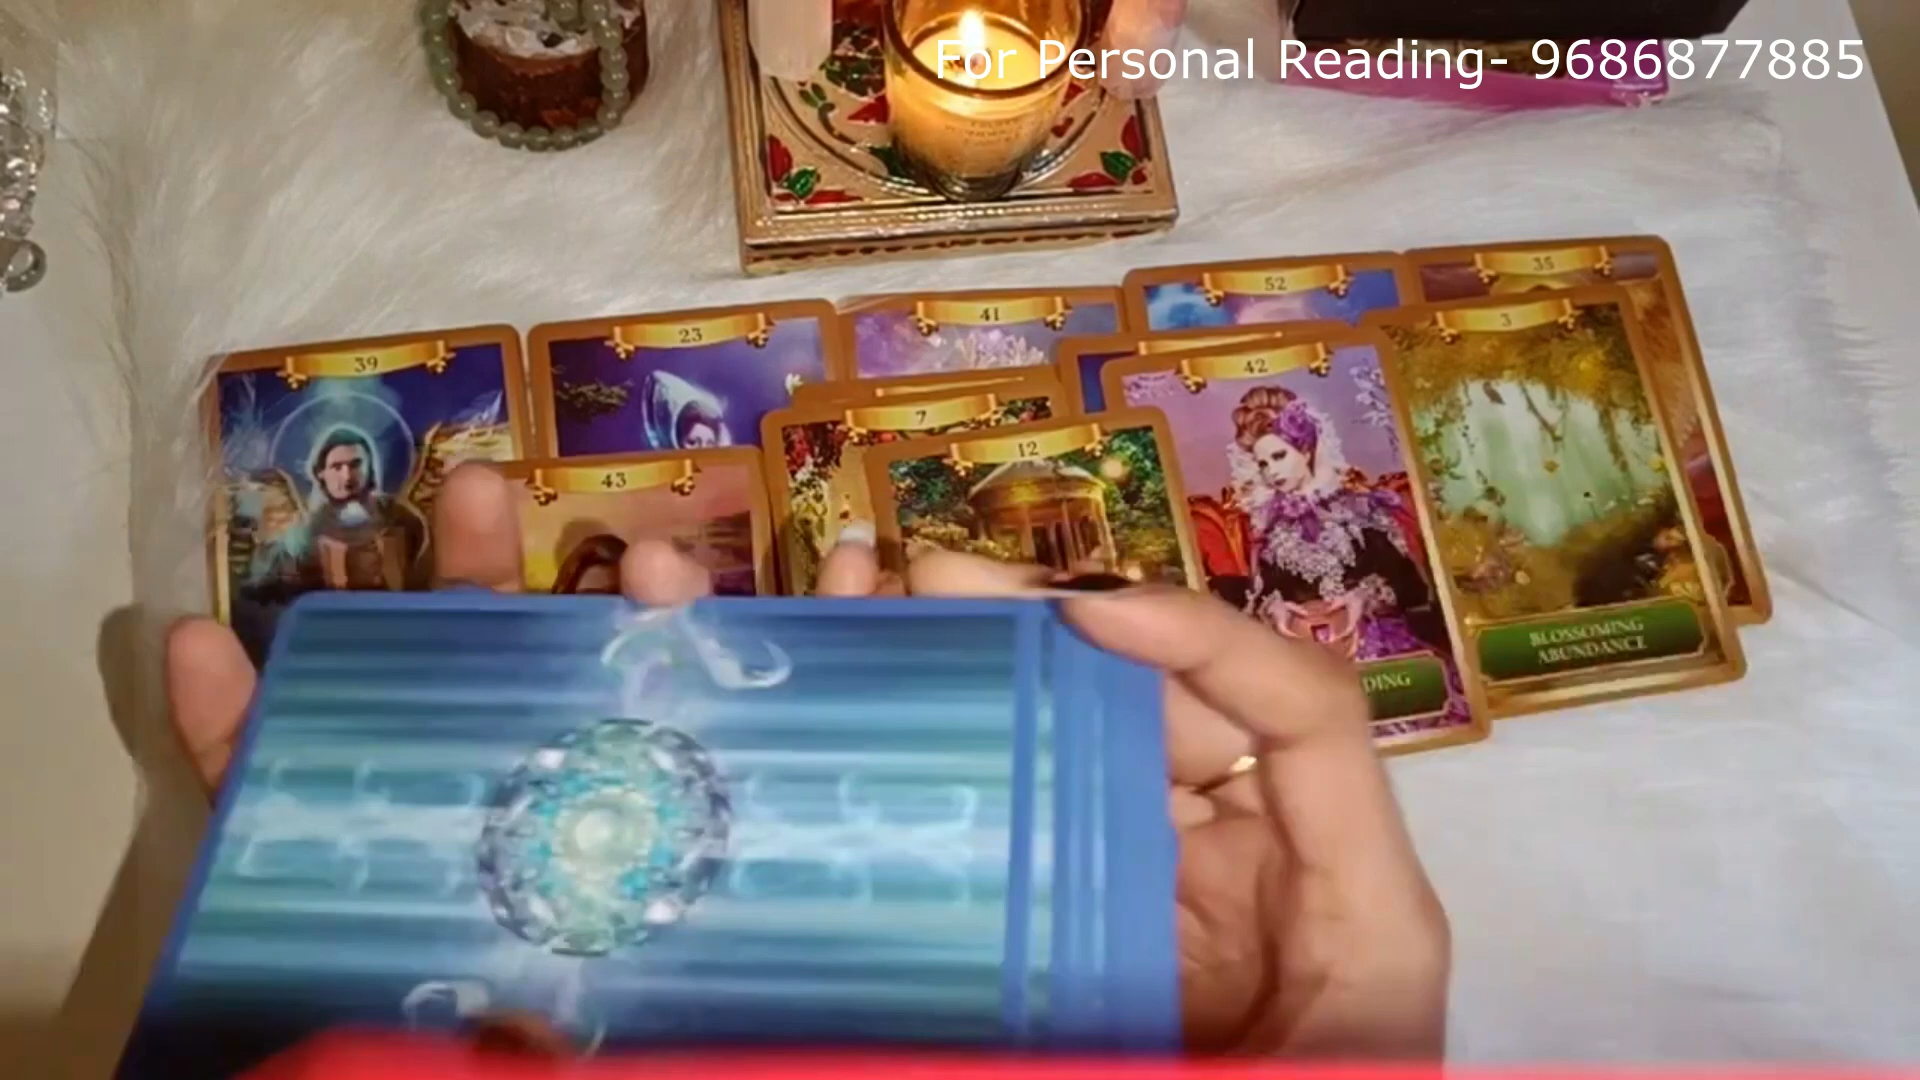 For Personal Reading- 9686877885
35
52
41
3
23
39
42
7
12
43
BLOSSOMING
ABUNDANCE
DING